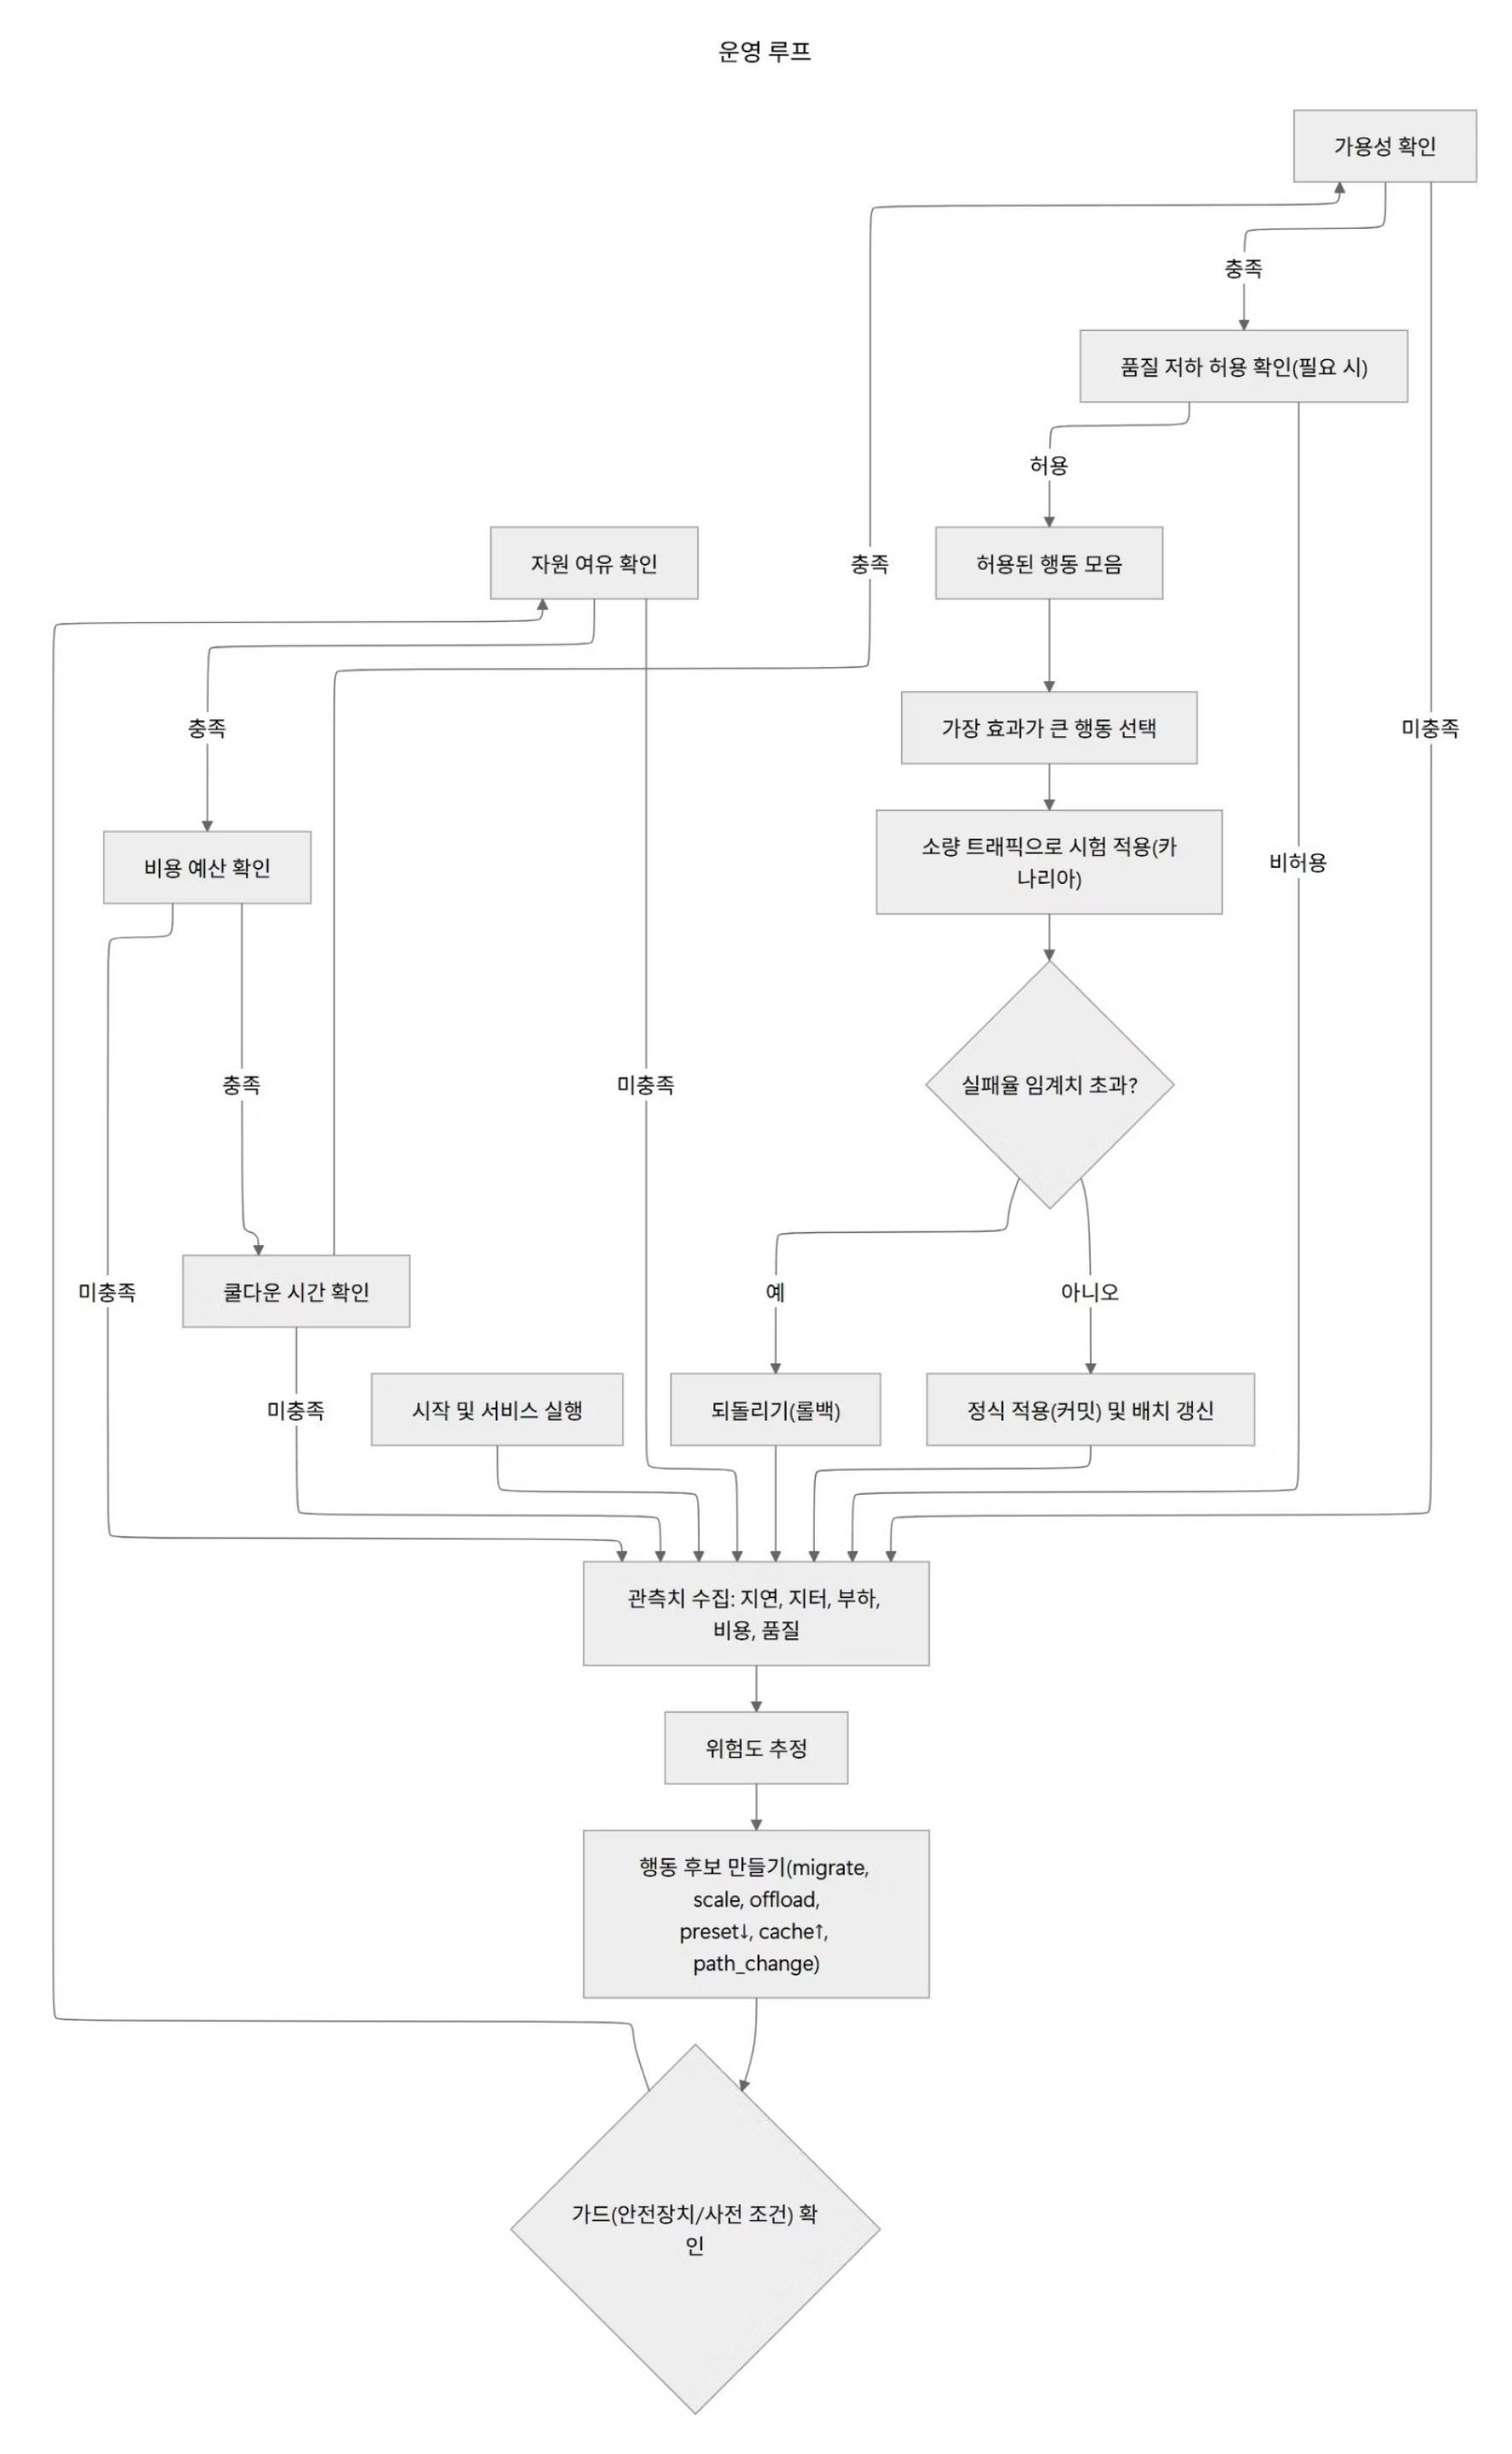 운영 루프
가용성 확인
충족
품질 저하 허용 확인(필요 시)
허용
자원 여유 확인
충족
허용된 행동 모음
충족
가장 효과가 큰 행동 선택
미충족
비용 예산 확인
소량 트래픽으로 시험 적용(카
나리아)
비허용
충족
미충족
실패율 임계치 초과?
미충족
쿨다운 시간 확인
예
아니오
미충족
시작 및 서비스 실행
되돌리기(롤백)
정식 적용(커밋) 및 배치 갱신
관측치 수집: 지연, 지터, 부하,
비용, 품질
위험도 추정
행동 후보 만들기(migrate,
scale, offload,
preset↓, cache↑,
path_change)
가드(안전장치/사전 조건) 확
인